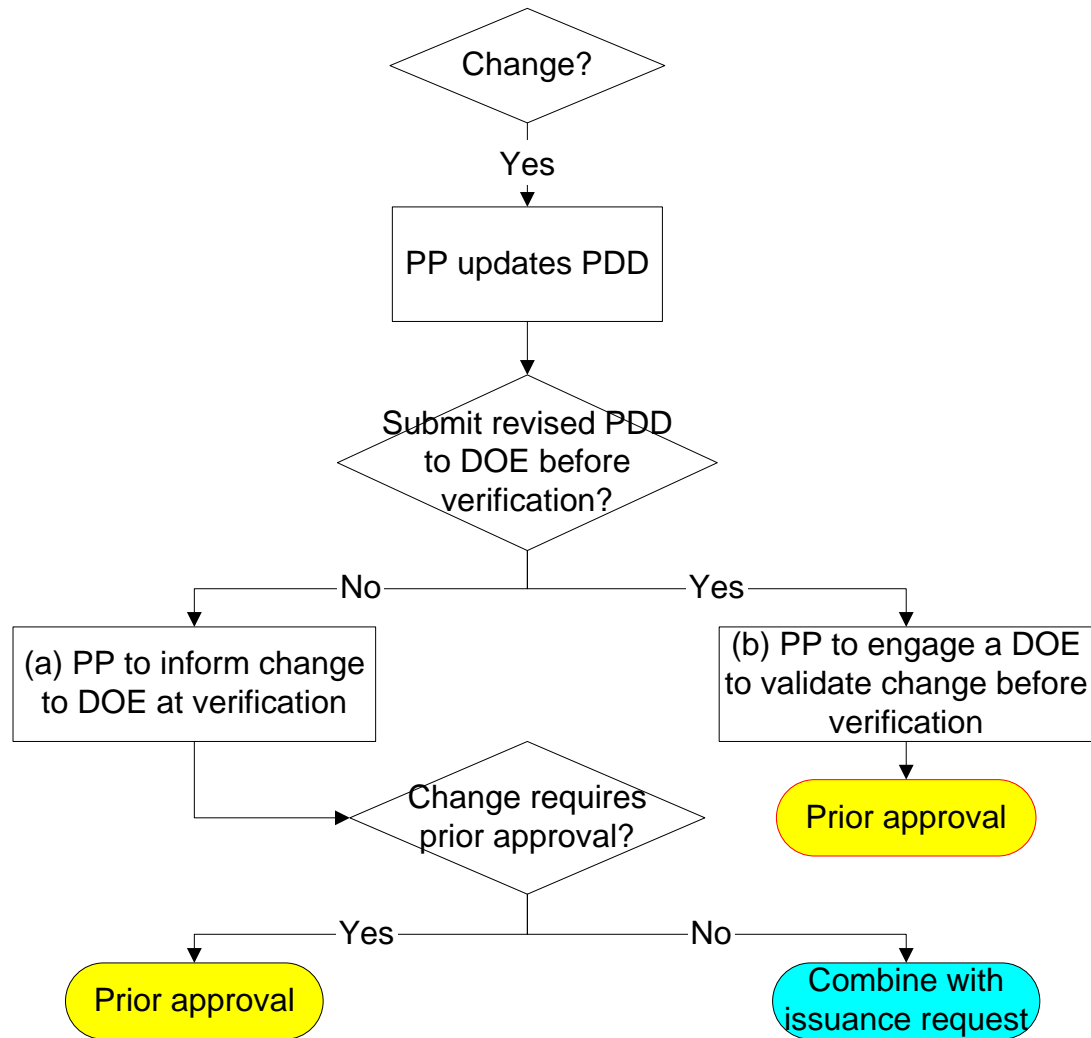 Change?
Yes
PP updates PDD
Submit revised PDD
to DOE before
verification?
No
Yes
(a) PP to inform change
to DOE at verification
(b) PP to engage a DOE
to validate change before
verification
Change requires
prior approval?
Prior approval
Yes
No
Prior approval
Combine with
issuance request